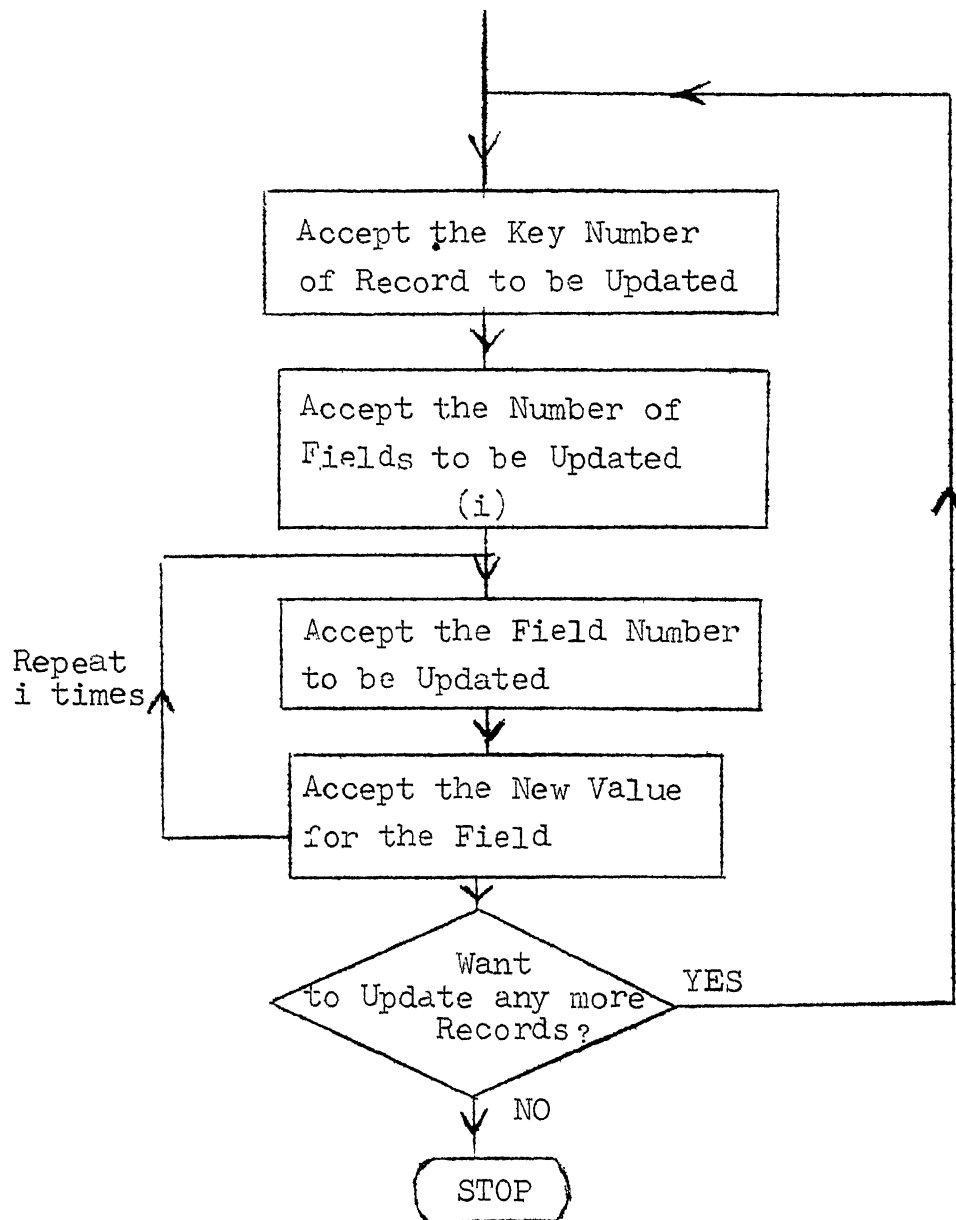 Accept the Key Number
of Record to be Updated
Accept the Number of
Fields to be Updated
(i)
Accept the Field Number
to be Updated
Repeat
i times
Accept the New Value
for the Field
Want
to Update any more
Records?
YES
NO
STOP